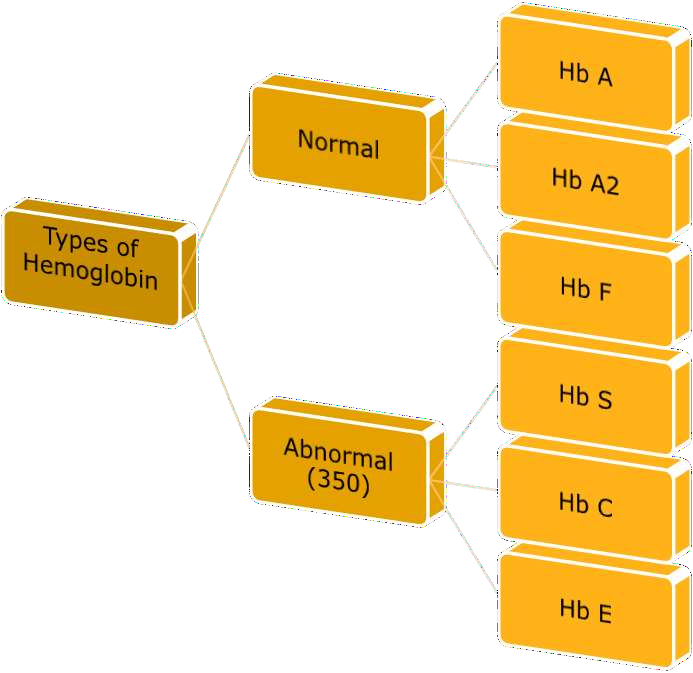 Types of
Hemoglobin
Normal
Hb A
Hb A2
Hb F
Abnormal
(350)
Hb S
Hb C
Hb E